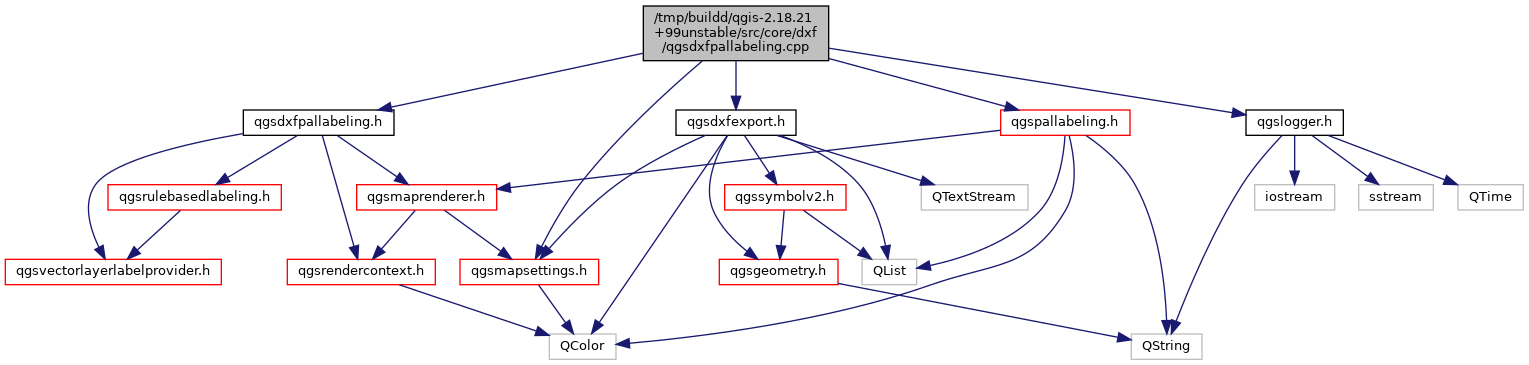 /tmp/buildd/qgis-2.18.21
+99unstable/src/core/dxf
/qgsdxfpallabeling.cpp
qgsdxfpallabeling.h
qgsdxfexport.h
qgspallabeling.h
qgslogger.h
qgsrulebasedlabeling.h
qgsmaprenderer.h
qgssymbolv2.h
QTextStream
iostream
sstream
QTime
qgsvectorlayerlabelprovider.h
qgsrendercontext.h
qgsmapsettings.h
qgsgeometry.h
QList
QColor
QString